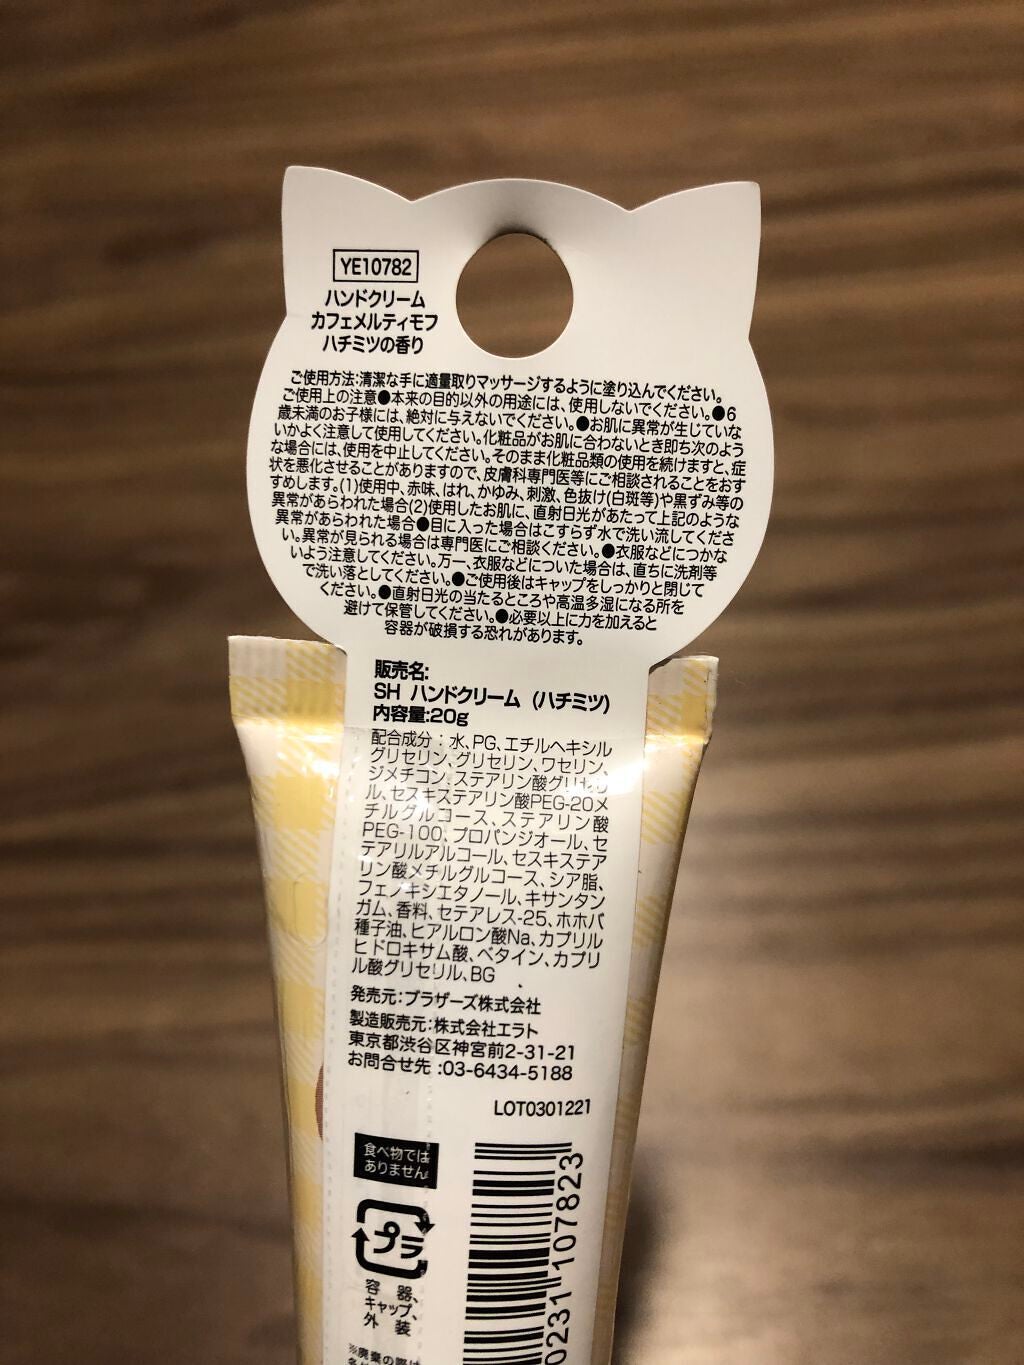 YE10782
ハンドクリーム
カフェメルティモフ
ハチミツの香り
ご使用方法:清潔な手に適量取りマッサージするように塗り込んでください。
ご使用上の注意●本来の目的以外の用途には、使用しないでください。●6
歳未満のお子様には、絶対に与えないでください。●お肌に異常が生じていな
いかよく注意して使用してください。化粧品がお肌に合わないとき即ち次のよう
な場合には、使用を中止してください。そのまま化粧品類の使用を続けますと、症
状を悪化させることがありますので、皮膚科専門医等にご相談されることをおす
すめします。(1)使用中、赤味、はれ、かゆみ、刺激、色抜け(白斑等)や黒ずみ等の
異常があらわれた場合(2)使用したお肌に、直射日光があたって上記のような
異常があらわれた場合●目に入った場合はこすらず水で洗い流してくださ
い。異常が見られる場合は専門医にご相談ください。●衣服などにつかな
いよう注意してください。万一、衣服などについた場合は、直ちに洗剤等
で洗い落としてください。●ご使用後はキャップをしっかりと閉じて
ください。●直射日光の当たるところや高温多湿になる所を
避けて保管してください。●必要以上に力を加えると
容器が破損する恐れがあります。
販売名:
SH ハンドクリーム (ハチミツ)
内容量:20g
配合成分：水、PG、エチルヘキシル
グリセリン、グリセリン、ワセリン、
ジメチコン、ステアリン酸グリセリ
ル、セスキステアリン酸PEG-20メ
チルグルコース、ステアリン酸
PEG-100、プロパンジオール、セ
テアリルアルコール、セスキステア
リン酸メチルグルコース、シア脂、
フェノキシエタノール、キサンタン
ガム、香料、セテアレス-25、ホホバ
種子油、ヒアルロン酸Na、カプリル
ヒドロキサム酸、ベタイン、カプリ
ル酸グリセリル、BG
発売元：ブラザーズ株式会社
製造販売元：株式会社エラト
東京都渋谷区神宮前2-31-21
お問合せ先 :03-6434-5188
LOT0301221
食べ物では
ありません
プラ
容器、
キャップ、
外装
0231107823